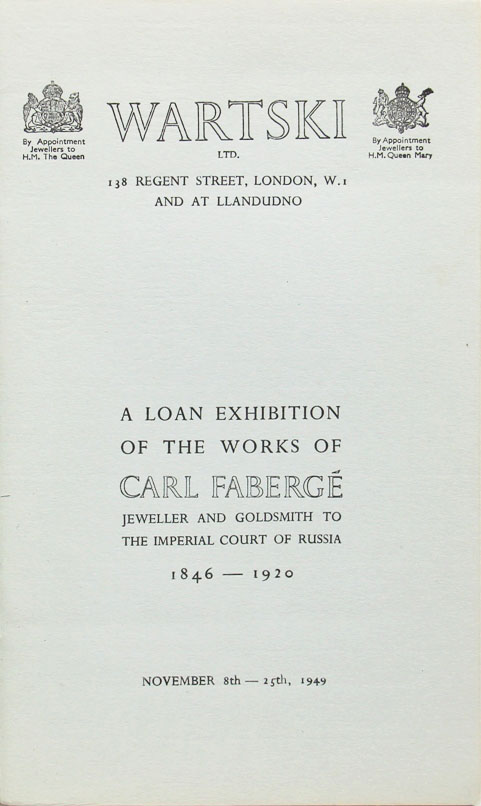 WARTSKI
LTD.
By Appointment
Jewellers to
H.M. The Queen
By Appointment
Jewellers to
H.M. Queen Mary
138 REGENT STREET, LONDON, W.1
AND AT LLANDUDNO
A LOAN EXHIBITION
OF THE WORKS OF
CARL FABERGÉ
JEWELLER AND GOLDSMITH TO
THE IMPERIAL COURT OF RUSSIA
1846 — 1920
NOVEMBER 8th — 25th, 1949